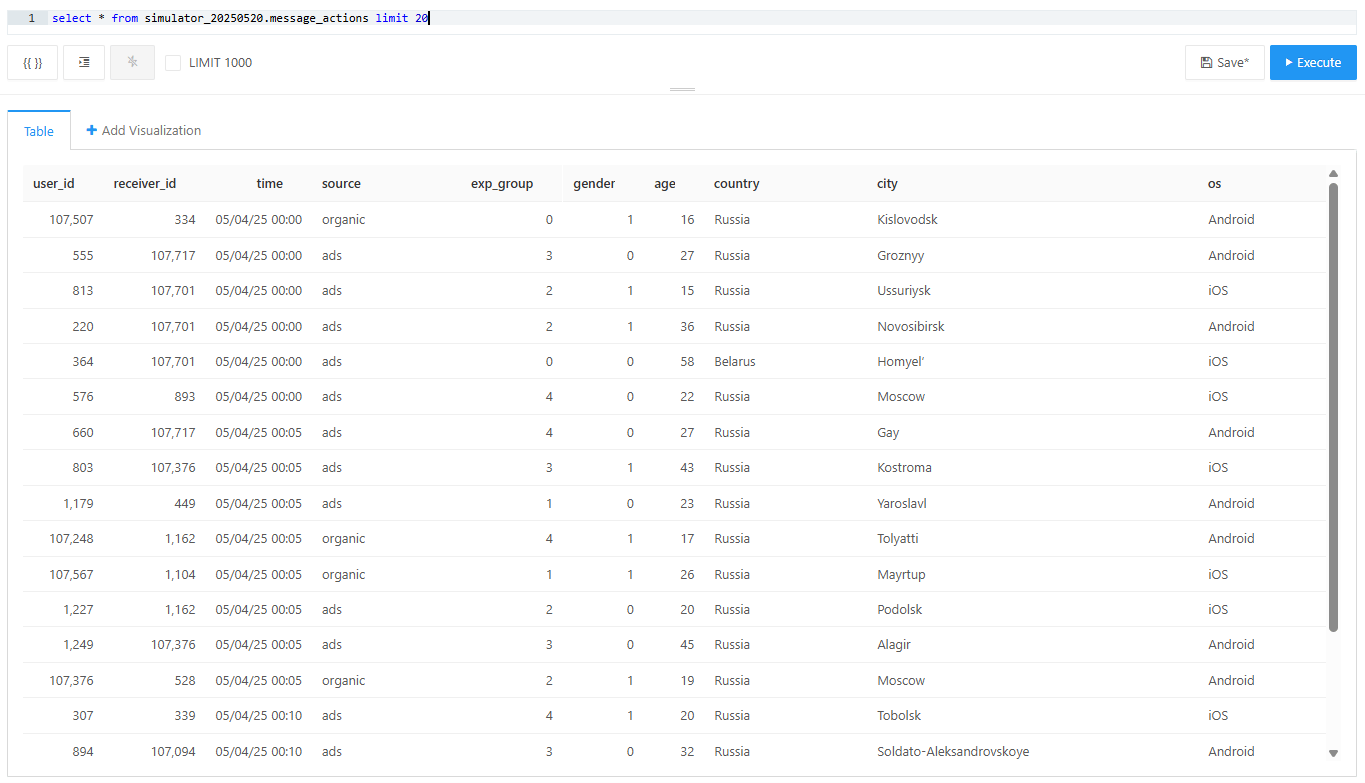 1 select * from simulator_20250520.message_actions limit 20
{{ }} LIMIT 1000 Save* Execute
Table Add Visualization
user_id receiver_id time source exp_group gender age country city os
107,507 334 05/04/25 00:00 organic 0 1 16 Russia Kislovodsk Android
555 107,717 05/04/25 00:00 ads 3 0 27 Russia Groznyy Android
813 107,701 05/04/25 00:00 ads 2 1 15 Russia Ussuriysk iOS
220 107,701 05/04/25 00:00 ads 2 1 36 Russia Novosibirsk Android
364 107,701 05/04/25 00:00 ads 0 0 58 Belarus Homyel’ iOS
576 893 05/04/25 00:00 ads 4 0 22 Russia Moscow iOS
660 107,717 05/04/25 00:05 ads 4 0 27 Russia Gay Android
803 107,376 05/04/25 00:05 ads 3 1 43 Russia Kostroma iOS
1,179 449 05/04/25 00:05 ads 1 0 23 Russia Yaroslavl Android
107,248 1,162 05/04/25 00:05 organic 4 1 17 Russia Tolyatti Android
107,567 1,104 05/04/25 00:05 organic 1 1 26 Russia Mayrtup iOS
1,227 1,162 05/04/25 00:05 ads 2 0 20 Russia Podolsk iOS
1,249 107,376 05/04/25 00:05 ads 3 0 45 Russia Alagir Android
107,376 528 05/04/25 00:05 organic 2 1 19 Russia Moscow Android
307 339 05/04/25 00:10 ads 4 1 20 Russia Tobolsk iOS
894 107,094 05/04/25 00:10 ads 3 0 32 Russia Soldato-Aleksandrovskoye Android